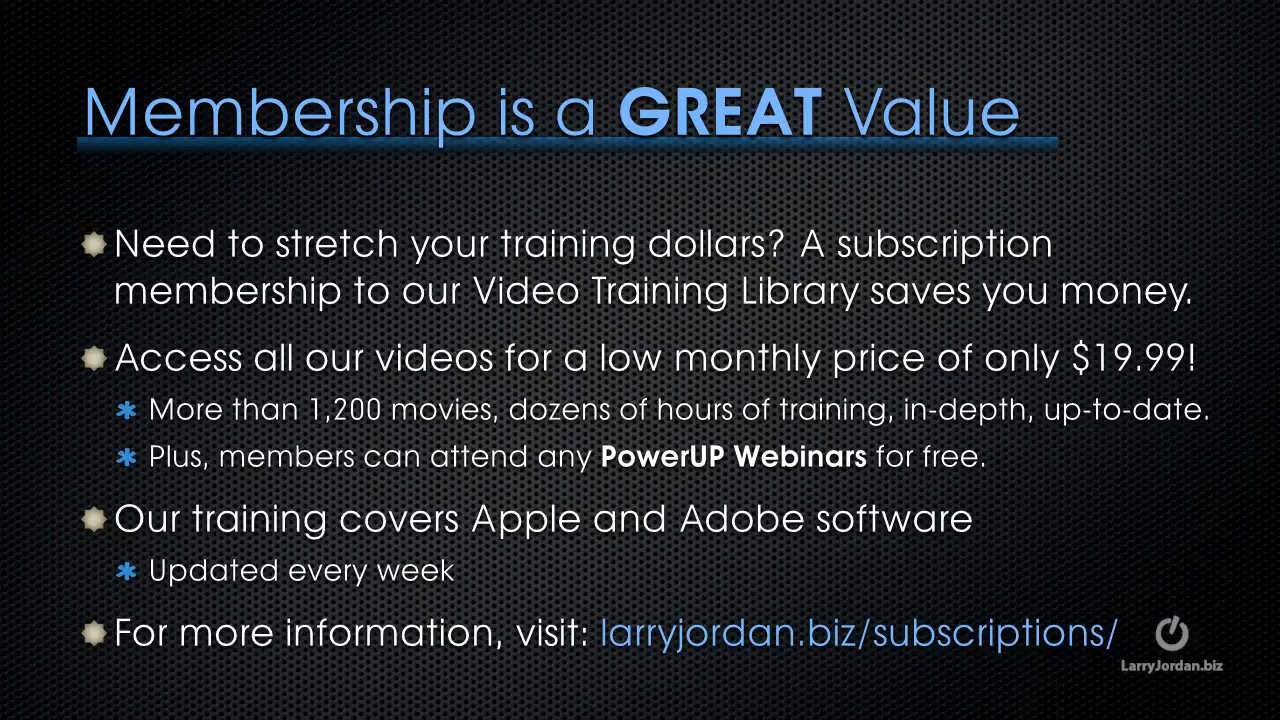 Membership is a GREAT Value
Need to stretch your training dollars? A subscription
membership to our Video Training Library saves you money.
Access all our videos for a low monthly price of only $19.99!
More than 1,200 movies, dozens of hours of training, in-depth, up-to-date.
Plus, members can attend any PowerUP Webinars for free.
Our training covers Apple and Adobe software
Updated every week
For more information, visit: larryjordan.biz/subscriptions/
LarryJordan.biz